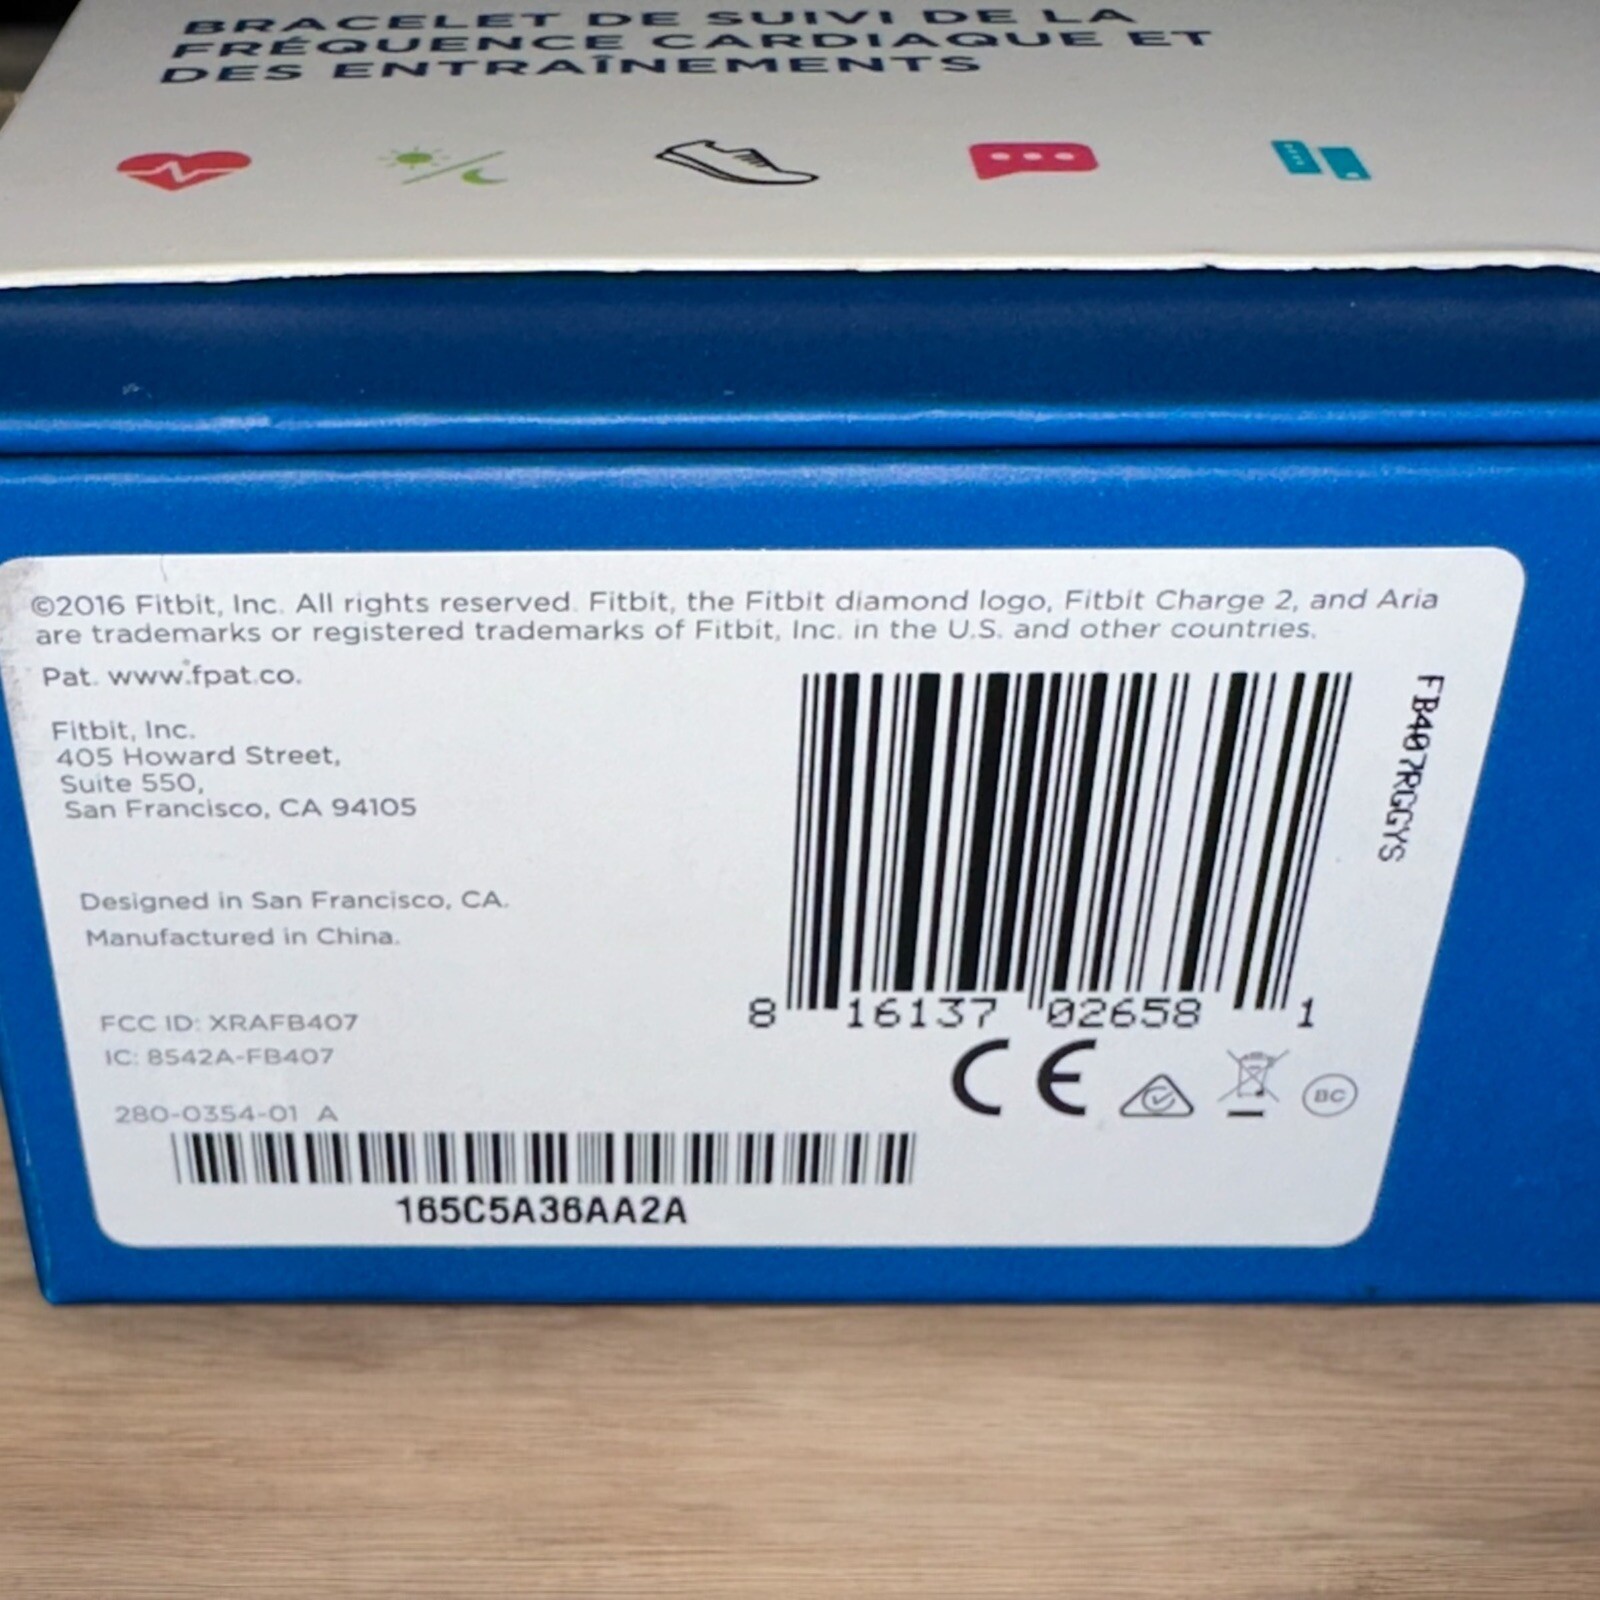 BRACELET DE SUIVI DE LA
FRÉQUENCE CARDIAQUE ET
DES ENTRAÎNEMENTS
©2016 Fitbit, Inc. All rights reserved. Fitbit, the Fitbit diamond logo, Fitbit Charge 2, and Aria
are trademarks or registered trademarks of Fitbit, Inc. in the U.S. and other countries.
Pat. www.fpat.co.
Fitbit, Inc.
405 Howard Street,
Suite 550,
San Francisco, CA 94105
Designed in San Francisco, CA.
Manufactured in China.
FCC ID: XRAFB407
IC: 8542A-FB407
280-0354-01 A
165C5A36AA2A
FB407RGGYS
8 16137 02658 1
CE
BC